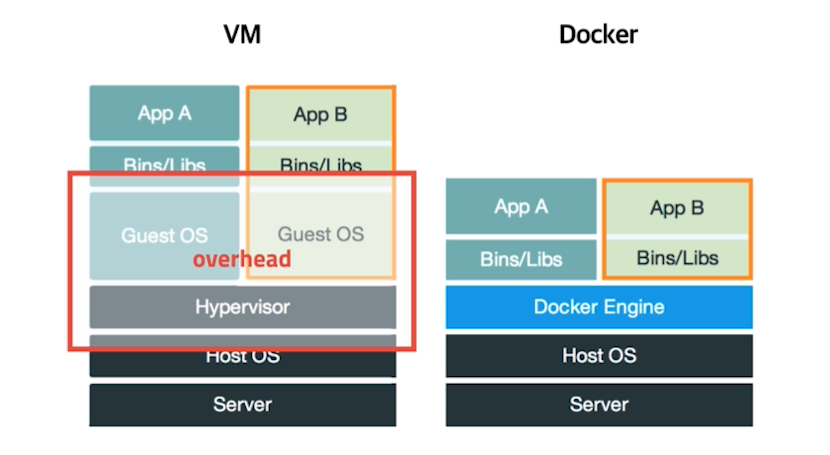 VM
Docker
App A
App B
Bins/Libs
Bins/Libs
Guest OS
Guest OS
overhead
Hypervisor
Host OS
Server
App A
App B
Bins/Libs
Bins/Libs
Docker Engine
Host OS
Server